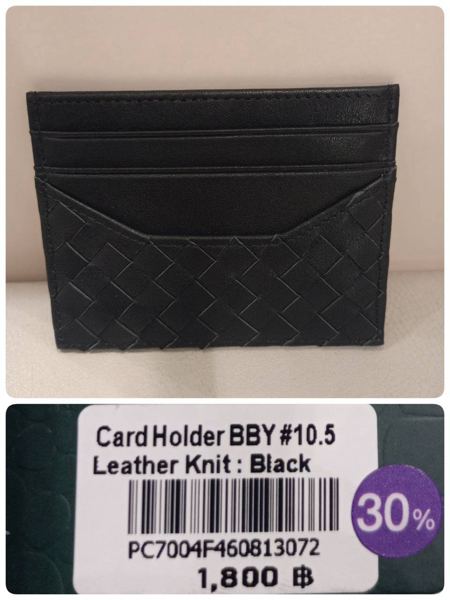 Card Holder BBY #10.5
Leather Knit : Black
30%
PC7004F460813072
1,800 ฿